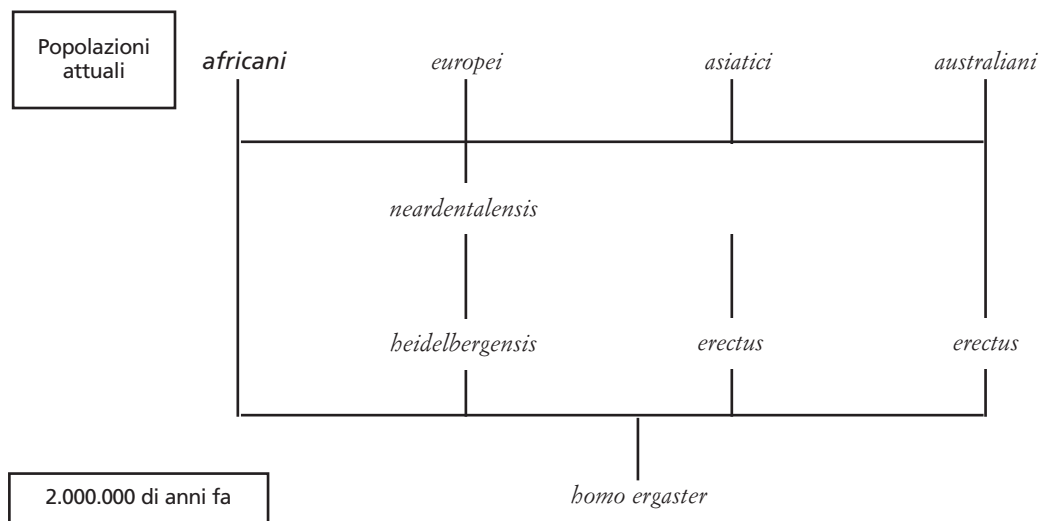 Popolazioni
attuali
africani
europei
asiatici
australiani
neardentalensis
heidelbergensis
erectus
erectus
2.000.000 di anni fa
homo ergaster